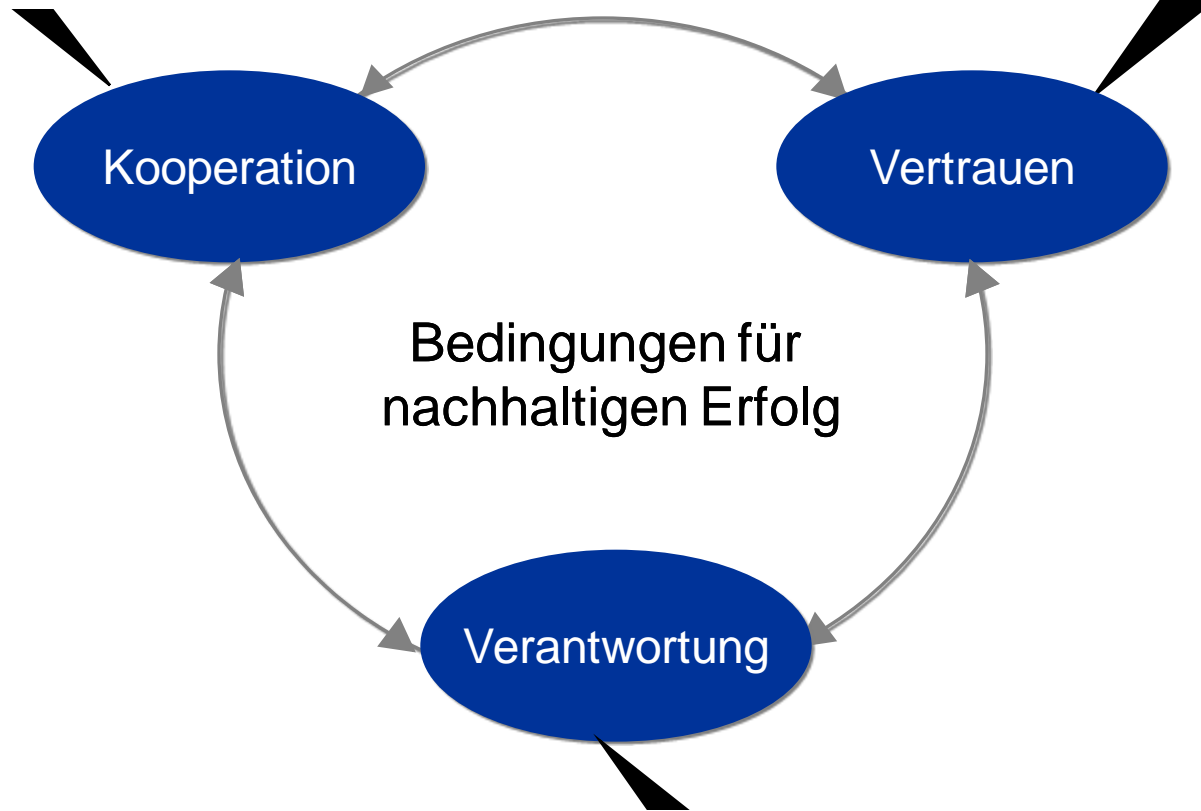 Kooperation
Vertrauen
Bedingungen für
nachhaltigen Erfolg
Verantwortung